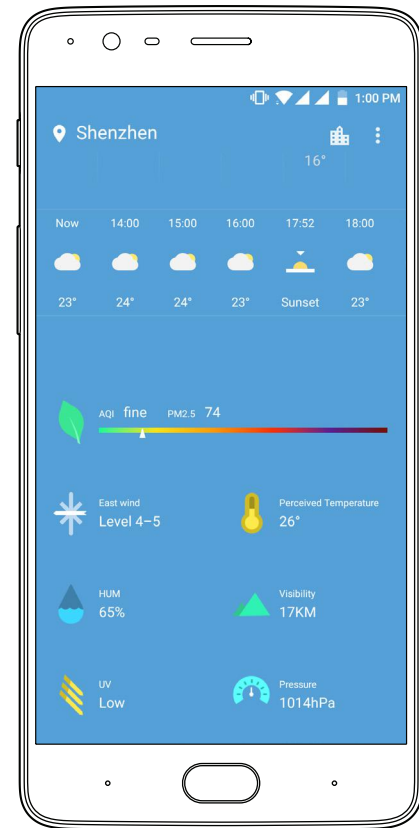 1:00 PM
Shenzhen
16°
Now 14:00 15:00 16:00 17:52 18:00
23° 24° 24° 23° Sunset 23°
AQI fine PM2.5 74
East wind Perceived Temperature
Level 4–5 26°
HUM Visibility
65% 17KM
UV Pressure
Low 1014hPa